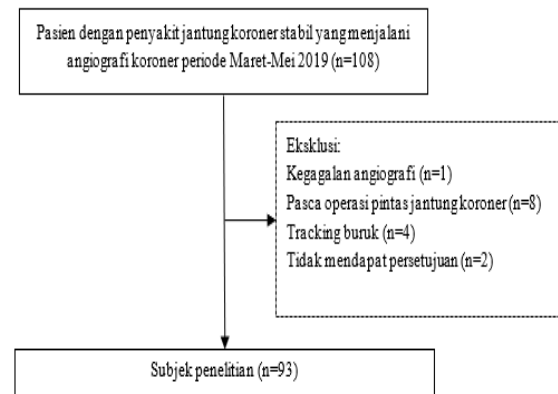 Pasien dengan penyakit jantung koroner stabil yang menjalani
angiografi koroner periode Maret-Mei 2019 (n=108)
Eksklusi:
Kegagalan angiografi (n=1)
Pasca operasi pintas jantung koroner (n=8)
Tracking buruk (n=4)
Tidak mendapat persetujuan (n=2)
Subjek penelitian (n=93)